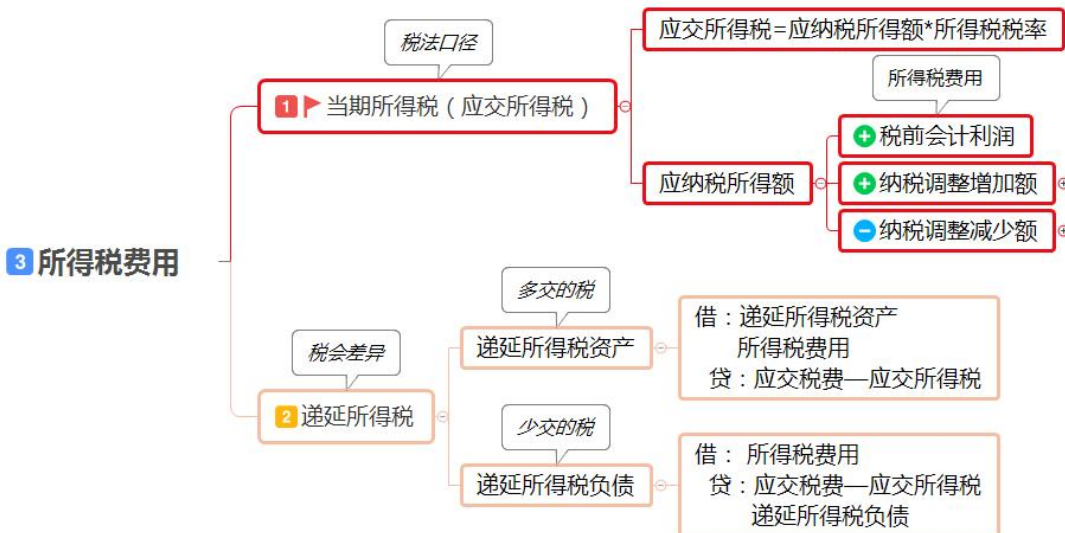 3 所得税费用
税法口径
1 当期所得税（应交所得税）
应交所得税=应纳税所得额*所得税税率
应纳税所得额
所得税费用
税前会计利润
纳税调整增加额
纳税调整减少额
税会差异
2 递延所得税
多交的税
递延所得税资产
借：递延所得税资产
所得税费用
贷：应交税费—应交所得税
少交的税
递延所得税负债
借： 所得税费用
贷：应交税费—应交所得税
递延所得税负债